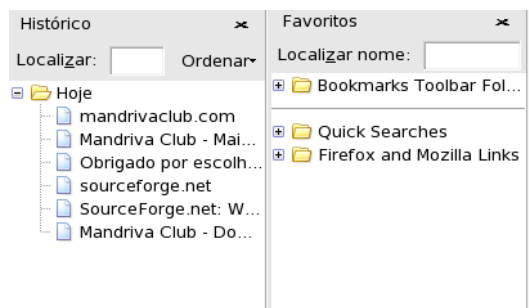 Histórico
Localizar: Ordenar
Hoje
mandrivaclub.com
Mandriva Club - Mai...
Obrigado por escolh...
sourceforge.net
SourceForge.net: W...
Mandriva Club - Do...
Favoritos
Localizar nome:
Bookmarks Toolbar Fol...
Quick Searches
Firefox and Mozilla Links